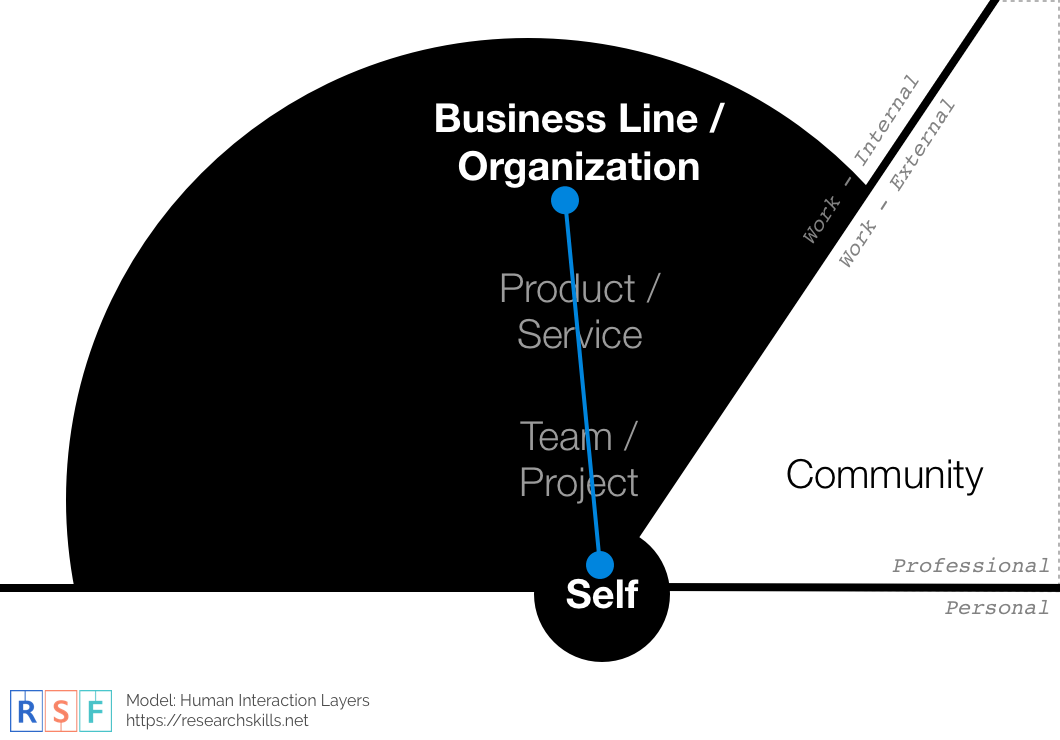 Business Line /
Organization
Work - Internal
Work - External
Product /
Service
Team /
Project
Community
Professional
Self
Personal
R S F
Model: Human Interaction Layers
https://researchskills.net